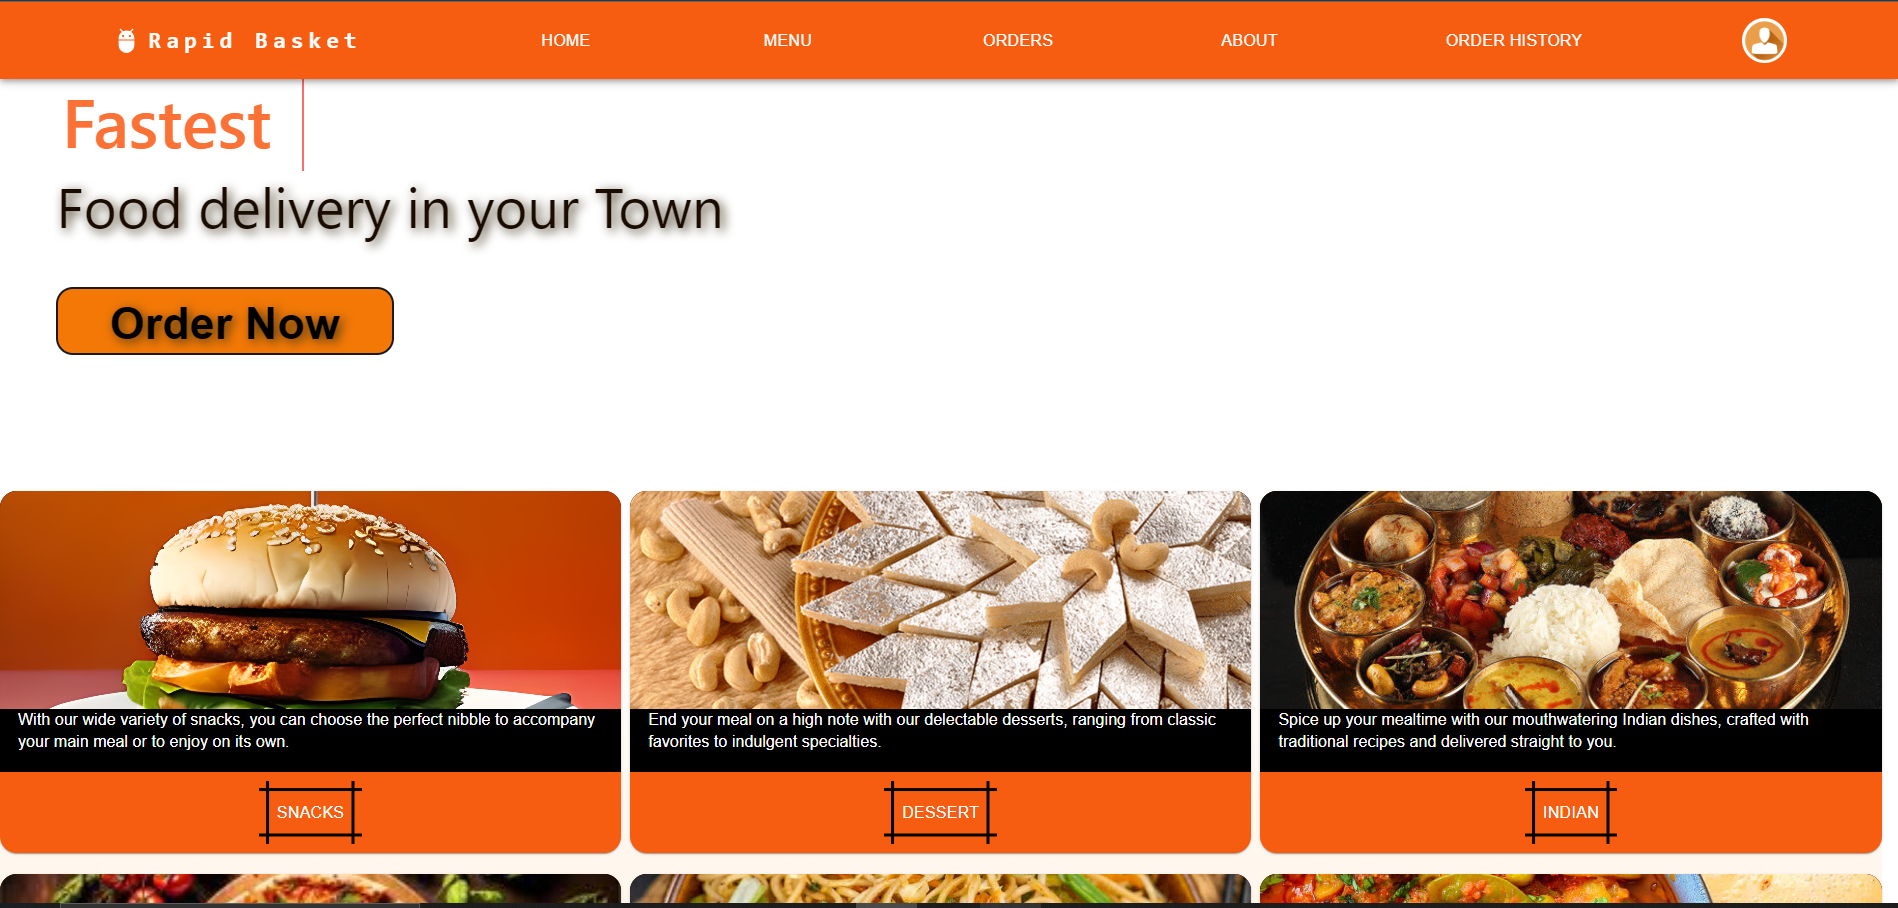 Rapid Basket
HOME
MENU
ORDERS
ABOUT
ORDER HISTORY
Fastest
Food delivery in your Town
Order Now
With our wide variety of snacks, you can choose the perfect nibble to accompany
your main meal or to enjoy on its own.
SNACKS
End your meal on a high note with our delectable desserts, ranging from classic
favorites to indulgent specialties.
DESSERT
Spice up your mealtime with our mouthwatering Indian dishes, crafted with
traditional recipes and delivered straight to you.
INDIAN